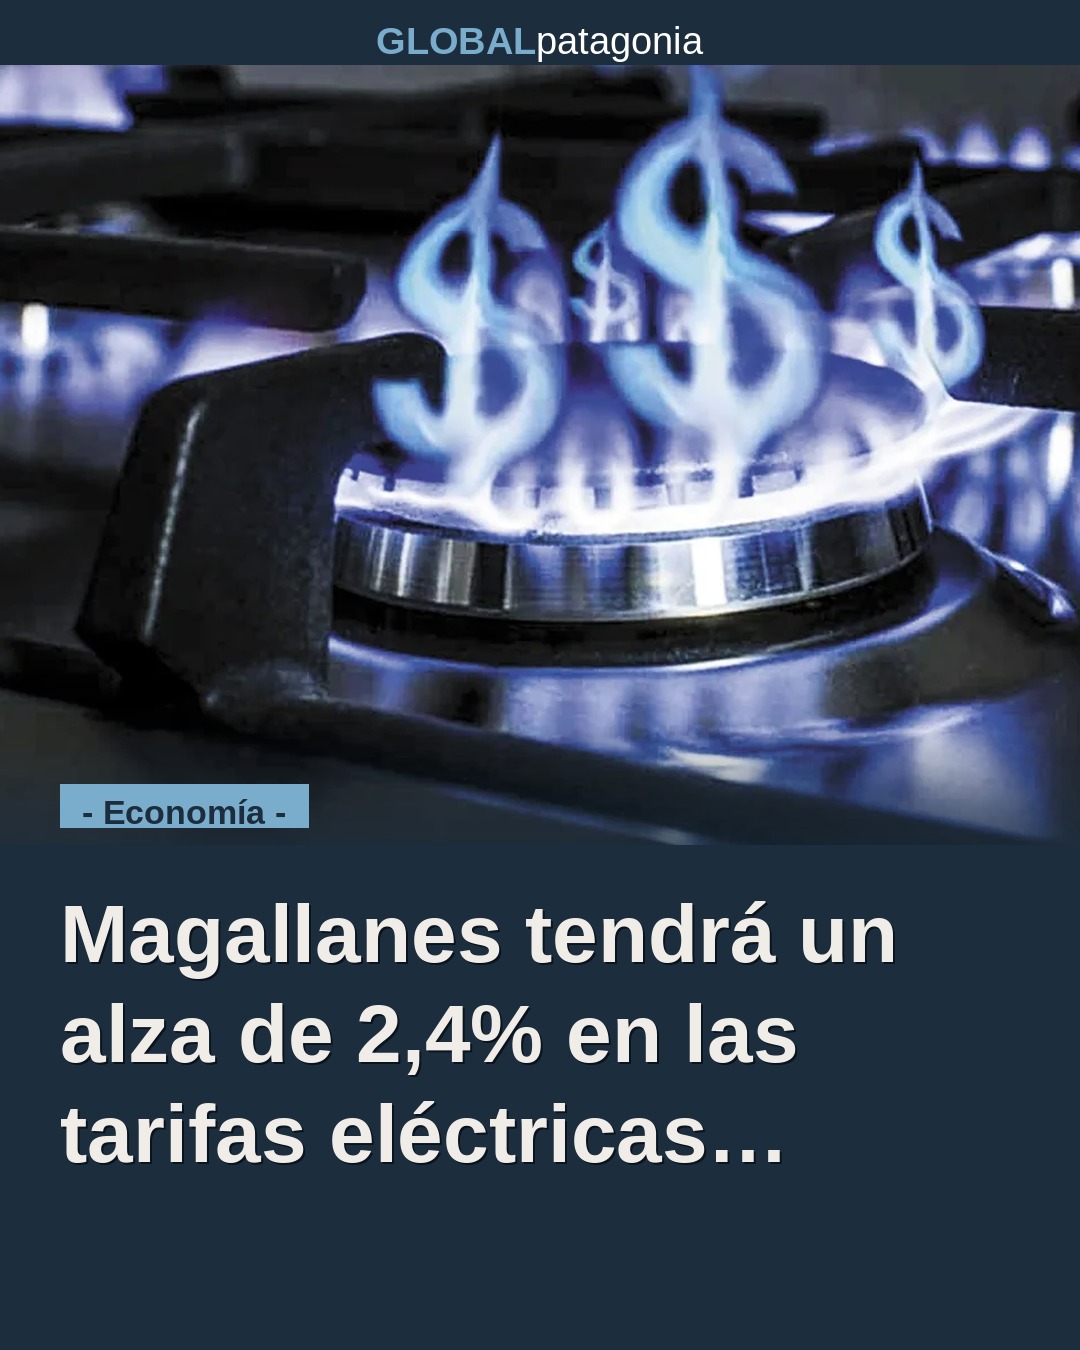 GLOBALpatagonia
$ $ $ $
- Economía -
Magallanes tendrá un
alza de 2,4% en las
tarifas eléctricas…